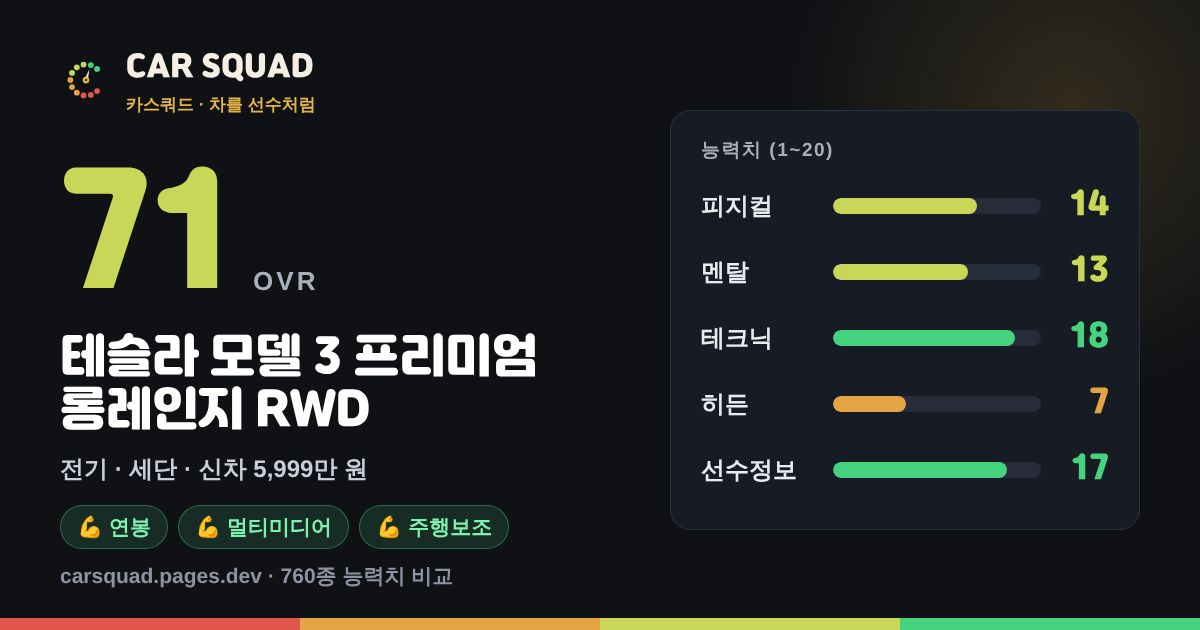 CAR SQUAD
카스쿼드 · 차를 선수처럼
71 OVR
테슬라 모델 3 프리미엄
롱레인지 RWD
전기 · 세단 · 신차 5,999만 원
💪 연봉 💪 멀티미디어 💪 주행보조
carsquad.pages.dev · 760종 능력치 비교
능력치 (1~20)
피지컬 14
멘탈 13
테크닉 18
히든 7
선수정보 17